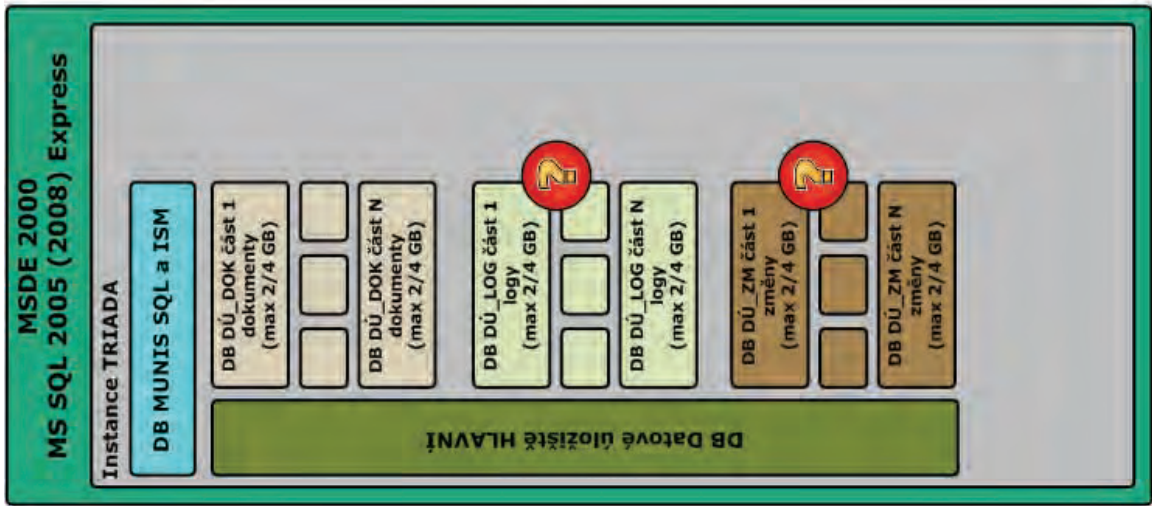 MSDE 2000
MS SQL 2005 (2008) Express
Instance TRIADA
DB MUNIS SQL a ISM
DB Datové úložiště HLAVNÍ
DB DÚ_DOK část 1
dokumenty
(max 2/4 GB)
DB DÚ_DOK část N
dokumenty
(max 2/4 GB)
DB DÚ_LOG část 1
logy
(max 2/4 GB)
?
DB DÚ_LOG část N
logy
(max 2/4 GB)
DB DÚ_ZM část 1
změny
(max 2/4 GB)
?
DB DÚ_ZM část N
změny
(max 2/4 GB)